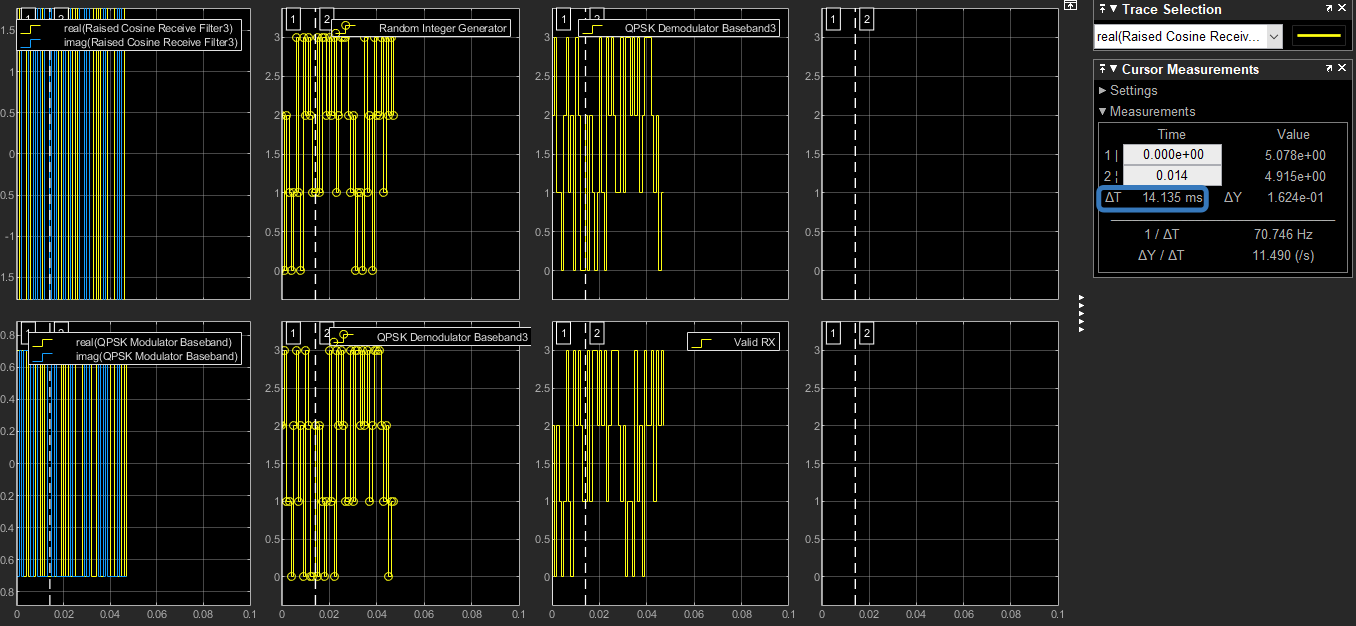 Trace Selection
real(Raised Cosine Receiv...
Cursor Measurements
Settings
Measurements
Time Value
1 | 0.000e+00 5.078e+00
2 ¦ 0.014 4.915e+00
ΔT 14.135 ms ΔY 1.624e-01
1 / ΔT 70.746 Hz
ΔY / ΔT 11.490 (/s)
1 2
real(Raised Cosine Receive Filter3)
imag(Raised Cosine Receive Filter3)
1.5
1
0.5
0
-0.5
-1
1.5
1 2
Random Integer Generator
3
2.5
2
1.5
1
0.5
0
1 2
QPSK Demodulator Baseband3
3
2.5
2
1.5
1
0.5
0
1 2
3
2.5
2
1.5
1
0.5
0
1 2
real(QPSK Modulator Baseband)
imag(QPSK Modulator Baseband)
0.8
0.6
0.4
0.2
0
0.2
0.4
0.6
0.8
0 0.02 0.04 0.06 0.08 0.1
1 2
QPSK Demodulator Baseband3
3
2.5
2
1.5
1
0.5
0
0 0.02 0.04 0.06 0.08 0.1
1 2
Valid RX
3
2.5
2
1.5
1
0.5
0
0 0.02 0.04 0.06 0.08 0.1
1 2
3
2.5
2
1.5
1
0.5
0
0 0.02 0.04 0.06 0.08 0.1